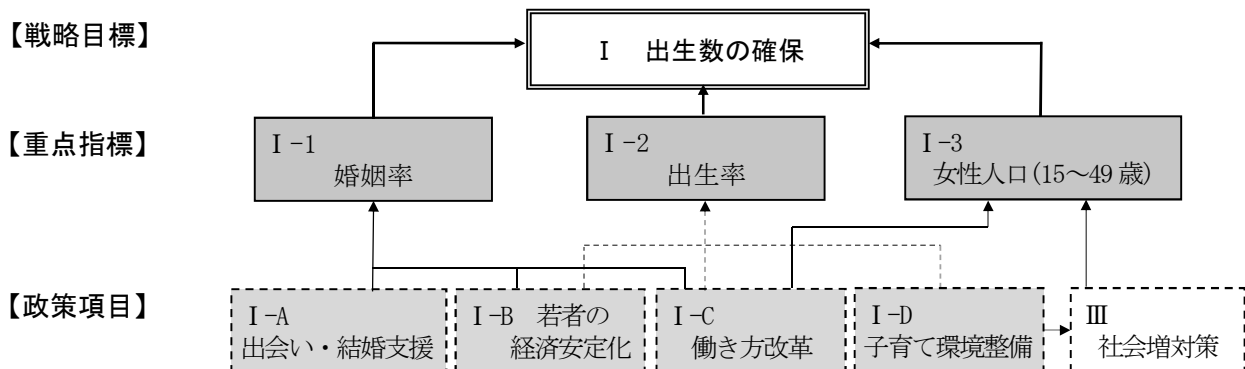 【戦略目標】
Ⅰ 出生数の確保
【重点指標】
Ⅰ-1
婚姻率
Ⅰ-2
出生率
Ⅰ-3
女性人口(15～49歳)
【政策項目】
Ⅰ-A
出会い・結婚支援
Ⅰ-B 若者の
経済安定化
Ⅰ-C
働き方改革
Ⅰ-D
子育て環境整備
Ⅲ
社会増対策